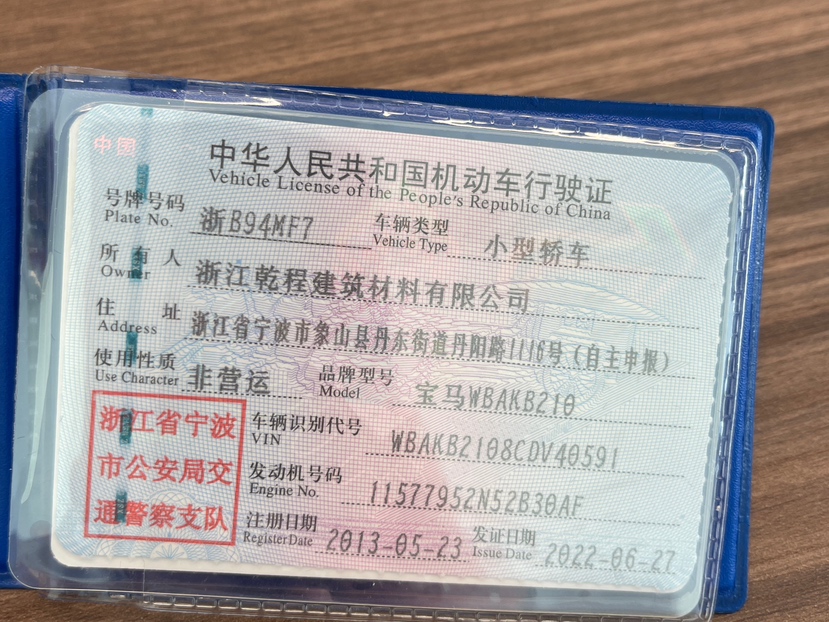 中国
中华人民共和国机动车行驶证
Vehicle License of the People's Republic of China
号牌号码 浙B94MF7 车辆类型 小型轿车
Plate No. Vehicle Type
所有人 浙江乾程建筑材料有限公司
Owner
住址 浙江省宁波市象山县丹东街道丹阳路1116号（自主申报）
Address
使用性质 非营运 品牌型号 宝马WBAKB210
Use Character Model
浙江省宁波
市公安局交
通警察支队
车辆识别代号 WBAKB2108CDV40591
VIN
发动机号码 11577952N52B30AF
Engine No.
注册日期 2013-05-23 发证日期 2022-06-27
Register Date Issue Date